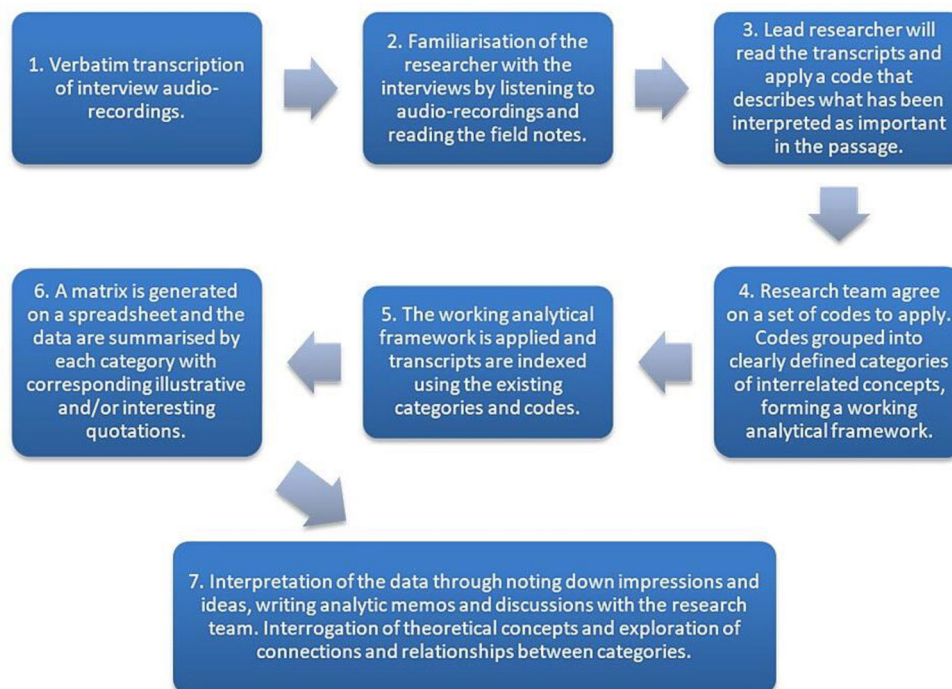 1. Verbatim transcription
of interview audio-
recordings.
2. Familiarisation of the
researcher with the
interviews by listening to
audio-recordings and
reading the field notes.
3. Lead researcher will
read the transcripts and
apply a code that
describes what has been
interpreted as important
in the passage.
4. Research team agree
on a set of codes to apply.
Codes grouped into
clearly defined categories
of interrelated concepts,
forming a working
analytical framework.
5. The working analytical
framework is applied and
transcripts are indexed
using the existing
categories and codes.
6. A matrix is generated
on a spreadsheet and the
data are summarised by
each category with
corresponding illustrative
and/or interesting
quotations.
7. Interpretation of the data through noting down impressions and
ideas, writing analytic memos and discussions with the research
team. Interrogation of theoretical concepts and exploration of
connections and relationships between categories.